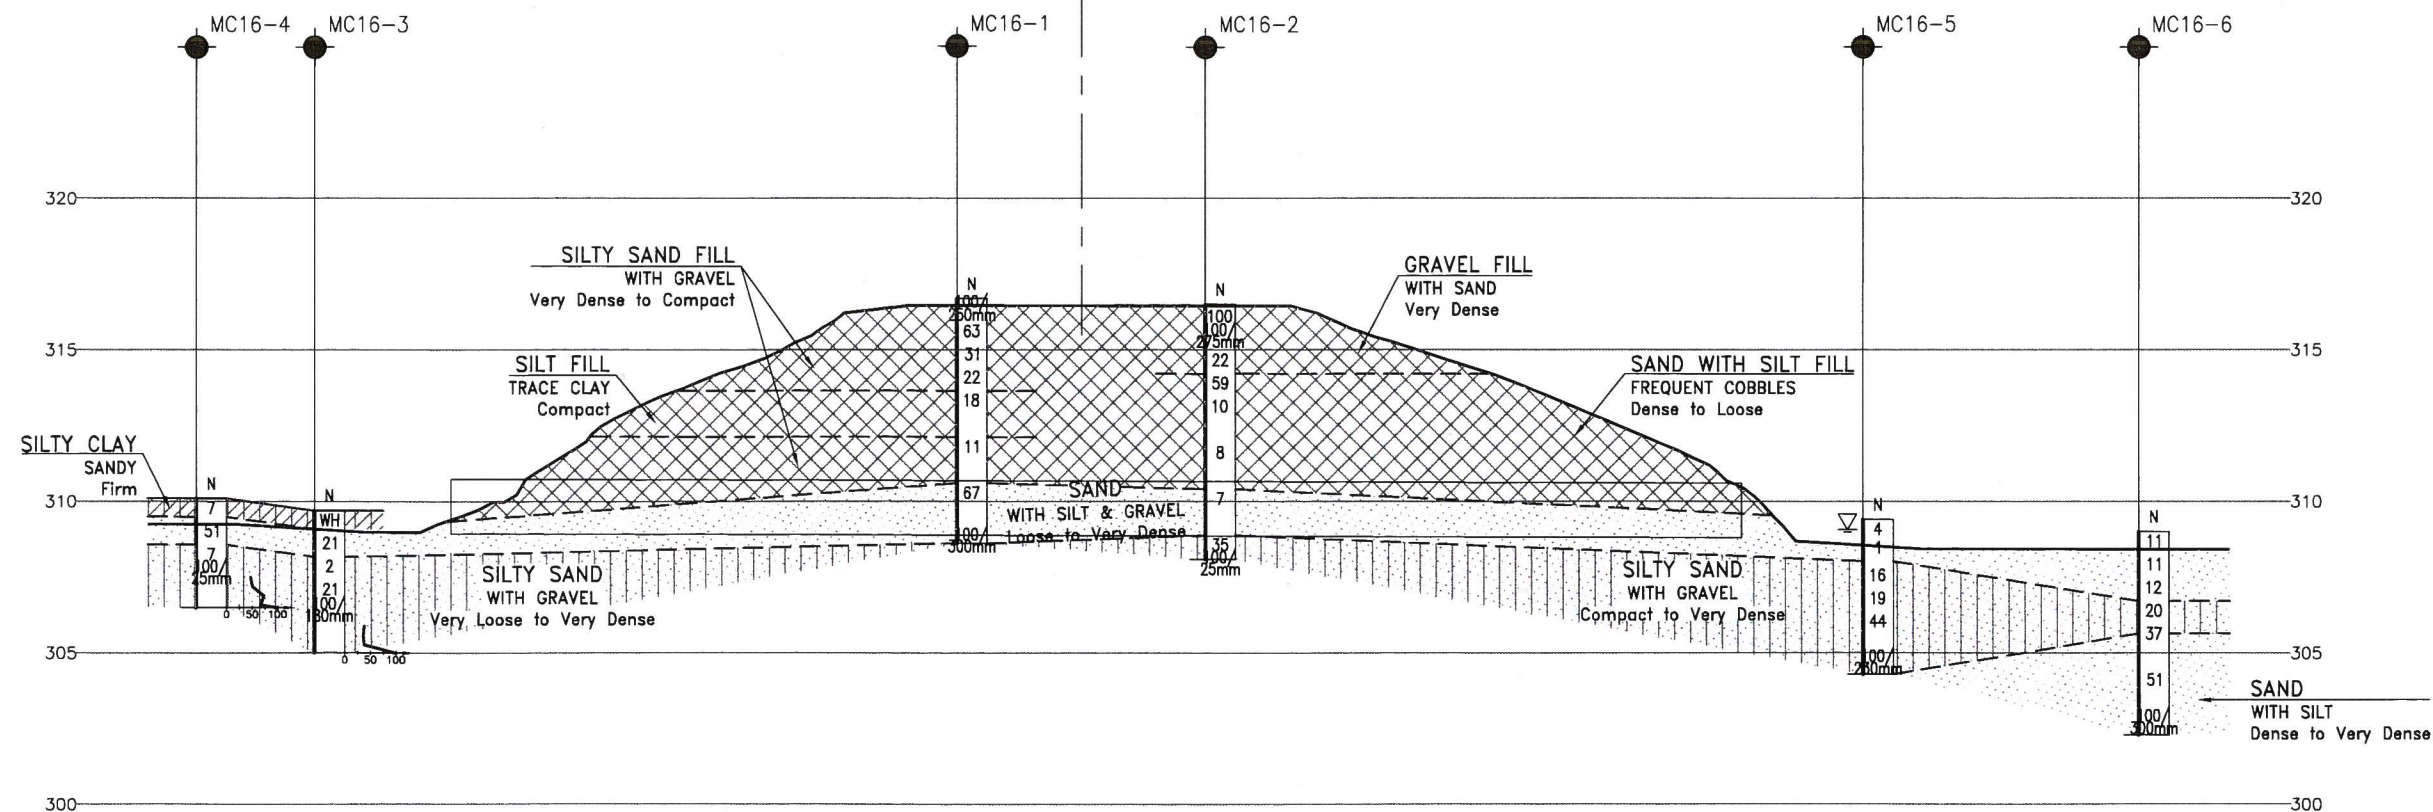 MC16-4
MC16-3
MC16-1
MC16-2
MC16-5
MC16-6
320
320
SILTY SAND FILL
WITH GRAVEL
Very Dense to Compact
GRAVEL FILL
WITH SAND
Very Dense
315
315
SILT FILL
TRACE CLAY
Compact
SAND WITH SILT FILL
FREQUENT COBBLES
Dense to Loose
SILTY CLAY
SANDY
Firm
310
310
N
7
51
7
100/
25mm
0 50 100
N
WH
21
2
21
100/
180mm
0 50 100
N
100/
63
31
22
18
11
67
100/
300mm
N
100
100/
275mm
22
59
10
8
7
35
100/
25mm
SAND
WITH SILT & GRAVEL
Loose to Very Dense
SILTY SAND
WITH GRAVEL
Very Loose to Very Dense
SILTY SAND
WITH GRAVEL
Compact to Very Dense
N
4
16
19
44
100/
N
11
11
12
20
37
51
100/
300mm
305
305
SAND
WITH SILT
Dense to Very Dense
300
300